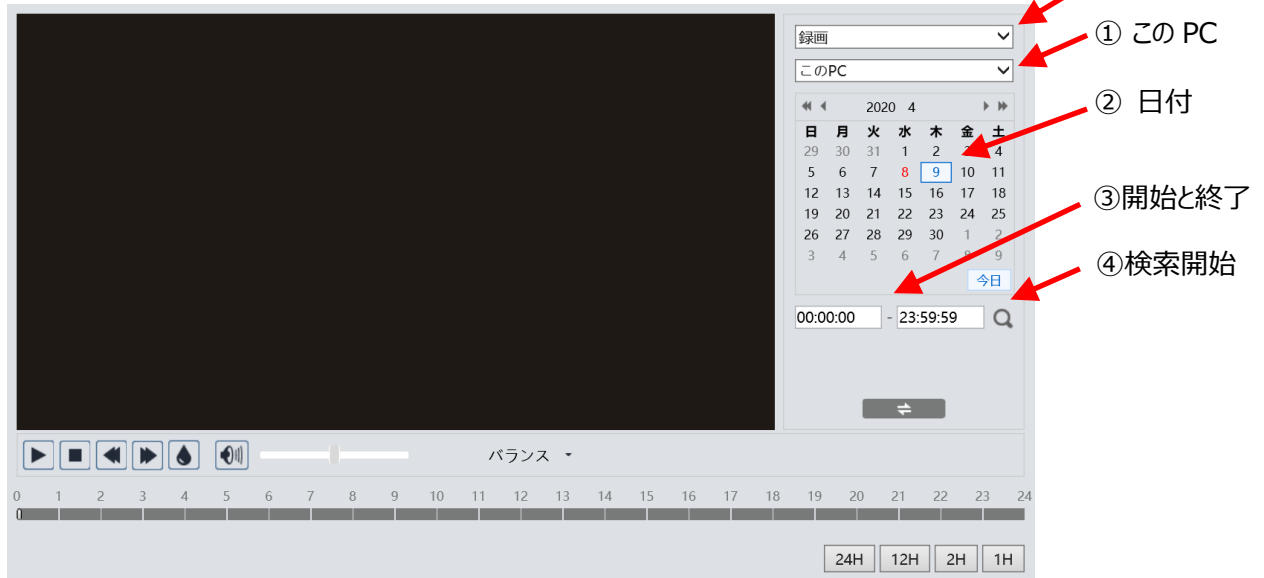 録画
① この PC
このPC
② 日付
2020 4
日 月 火 水 木 金 土
29 30 31 1 2 3 4
5 6 7 8 9 10 11
12 13 14 15 16 17 18
19 20 21 22 23 24 25
26 27 28 29 30 1 2
3 4 5 6 7 8 9
今日
③開始と終了
④検索開始
00:00:00 - 23:59:59
バランス
0 1 2 3 4 5 6 7 8 9 10 11 12 13 14 15 16 17 18 19 20 21 22 23 24
24H 12H 2H 1H